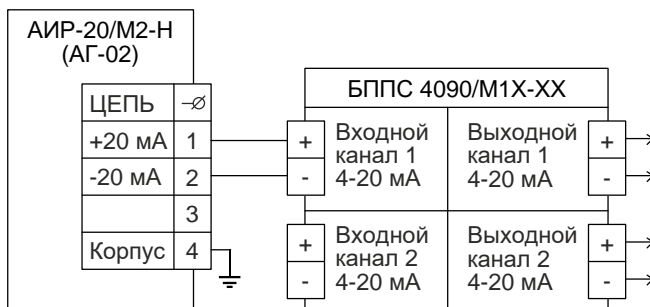 АИР-20/М2-Н
(АГ-02)
БППС 4090/М1Х-ХХ
ЦЕПЬ
+20 мА 1
-20 мА 2
3
Корпус 4
+ Входной
канал 1
- 4-20 мА
Выходной +
канал 1
4-20 мА -
+ Входной
канал 2
- 4-20 мА
Выходной +
канал 2
4-20 мА -